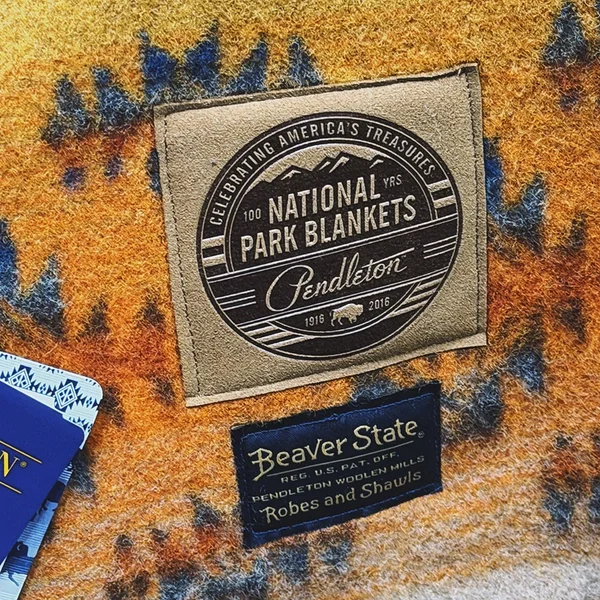 CELEBRATING AMERICA'S TREASURES
100 NATIONAL YRS
PARK BLANKETS
Pendleton
1916 2016
Beaver State®
REG. U.S. PAT. OFF.
PENDLETON WOOLEN MILLS
Robes and Shawls
N®